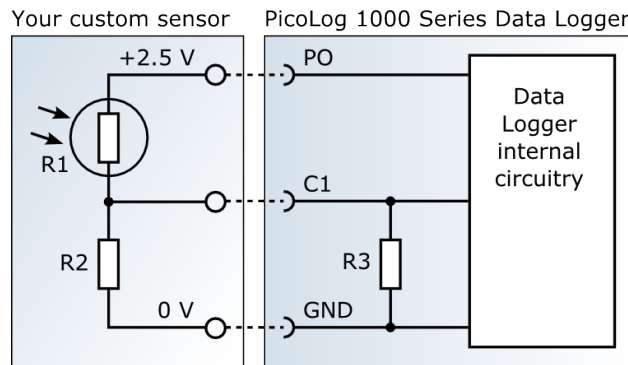 Your custom sensor
PicoLog 1000 Series Data Logger
+2.5 V
PO
R1
Data
Logger
internal
circuitry
C1
R2
R3
0 V
GND